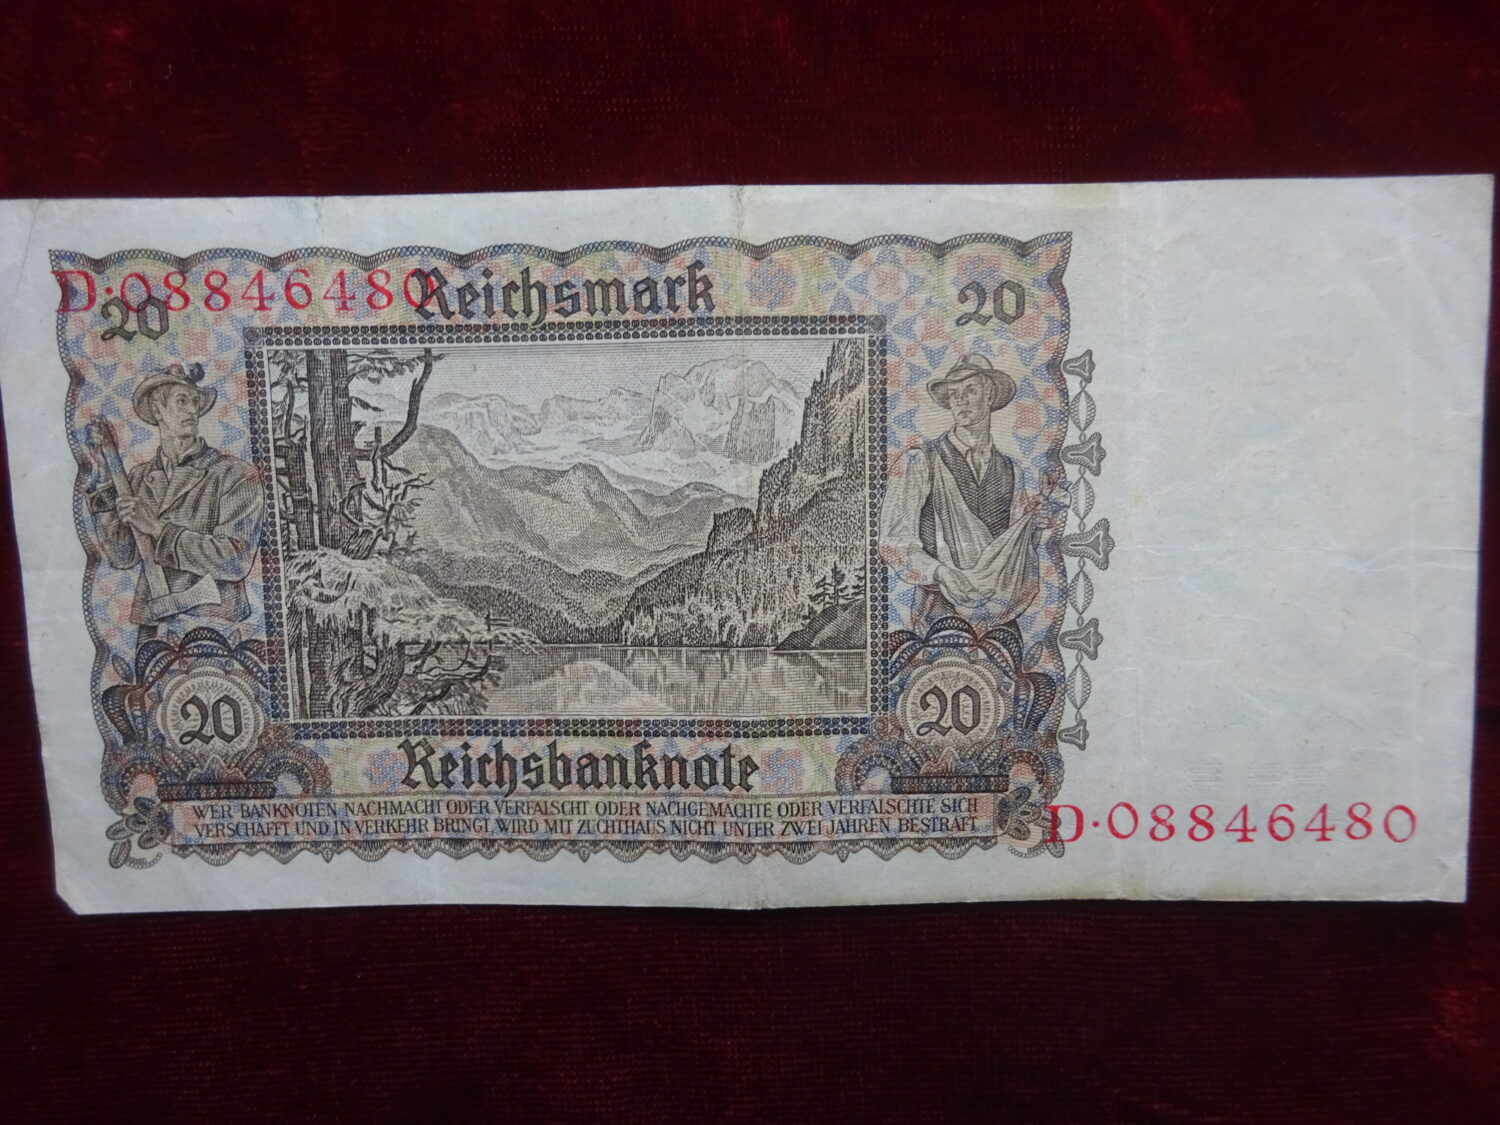 D·08846480
20 Reichsmark 20
20 20
Reichsbanknote
WER BANKNOTEN NACHMACHT ODER VERFÄLSCHT ODER NACHGEMACHTE ODER VERFÄLSCHTE SICH
VERSCHAFFT UND IN VERKEHR BRINGT, WIRD MIT ZUCHTHAUS NICHT UNTER ZWEI JAHREN BESTRAFT
D·08846480